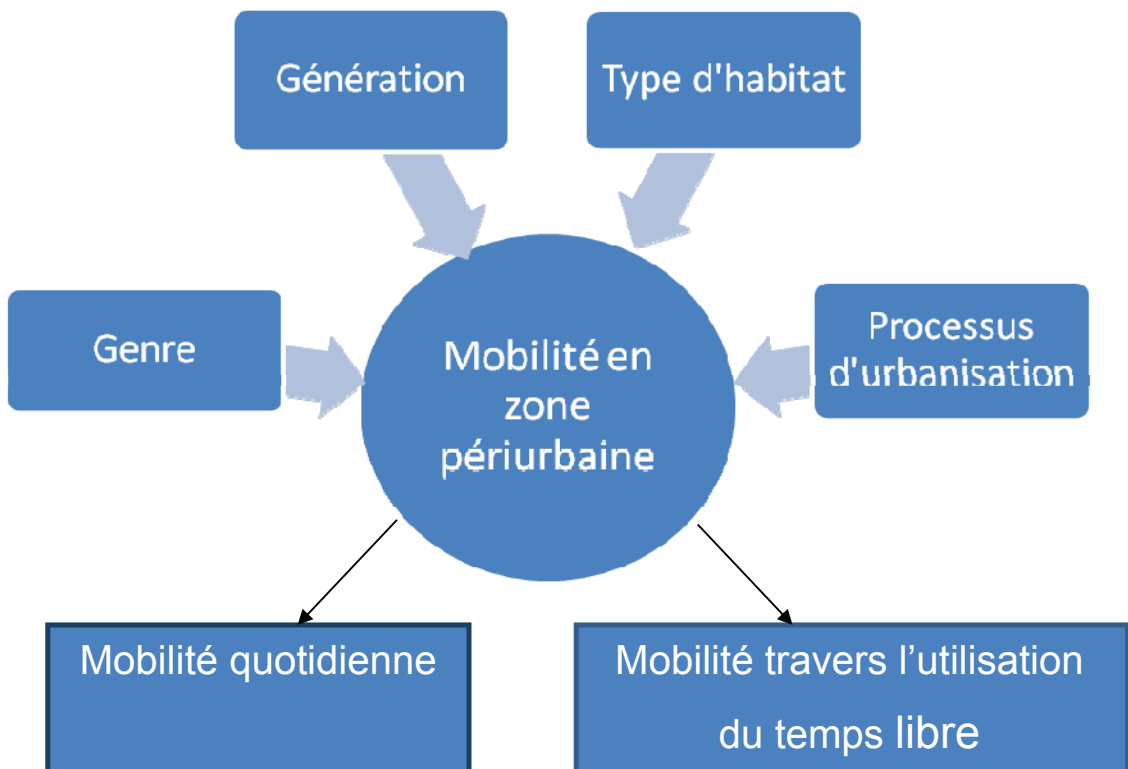 Génération
Type d'habitat
Genre
Mobilité en
zone
périurbaine
Processus
d'urbanisation
Mobilité quotidienne
Mobilité travers l’utilisation
du temps libre